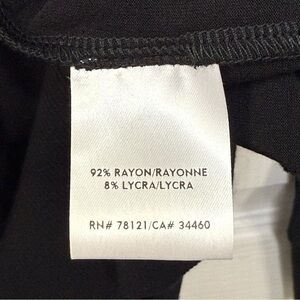 92% RAYON/RAYONNE
8% LYCRA/LYCRA
RN# 78121/CA# 34460